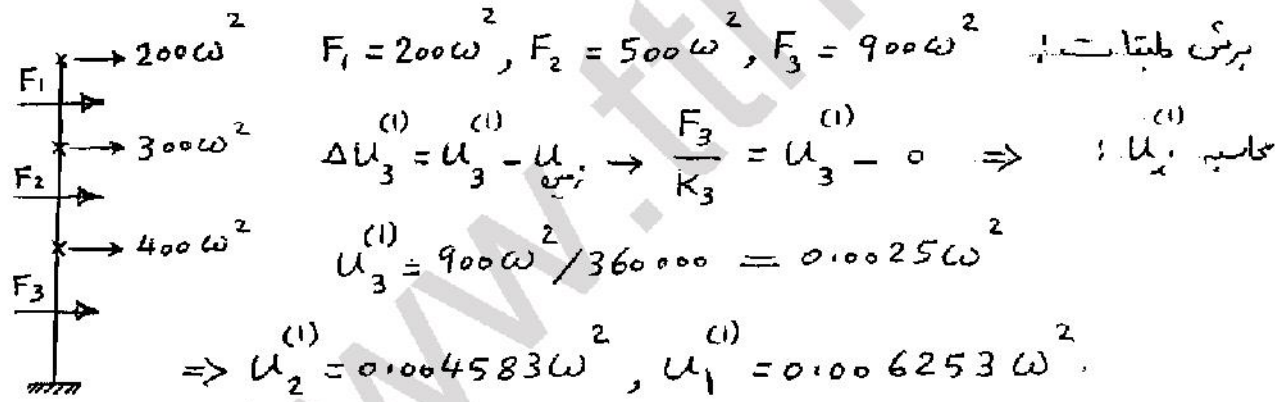 200ω² F₁ = 200ω², F₂ = 500ω², F₃ = 900ω² برش طبقات :
F₁
300ω² ΔU₃⁽¹⁾ = U₃⁽¹⁾ - U زمین → F₃/K₃ = U₃⁽¹⁾ - 0 ⇒ محاسبه Uᵢ⁽¹⁾ :
F₂
400ω² U₃⁽¹⁾ = 900ω²/360000 = 0.0025ω²
F₃
⇒ U₂⁽¹⁾ = 0.004583ω², U₁⁽¹⁾ = 0.006253ω².